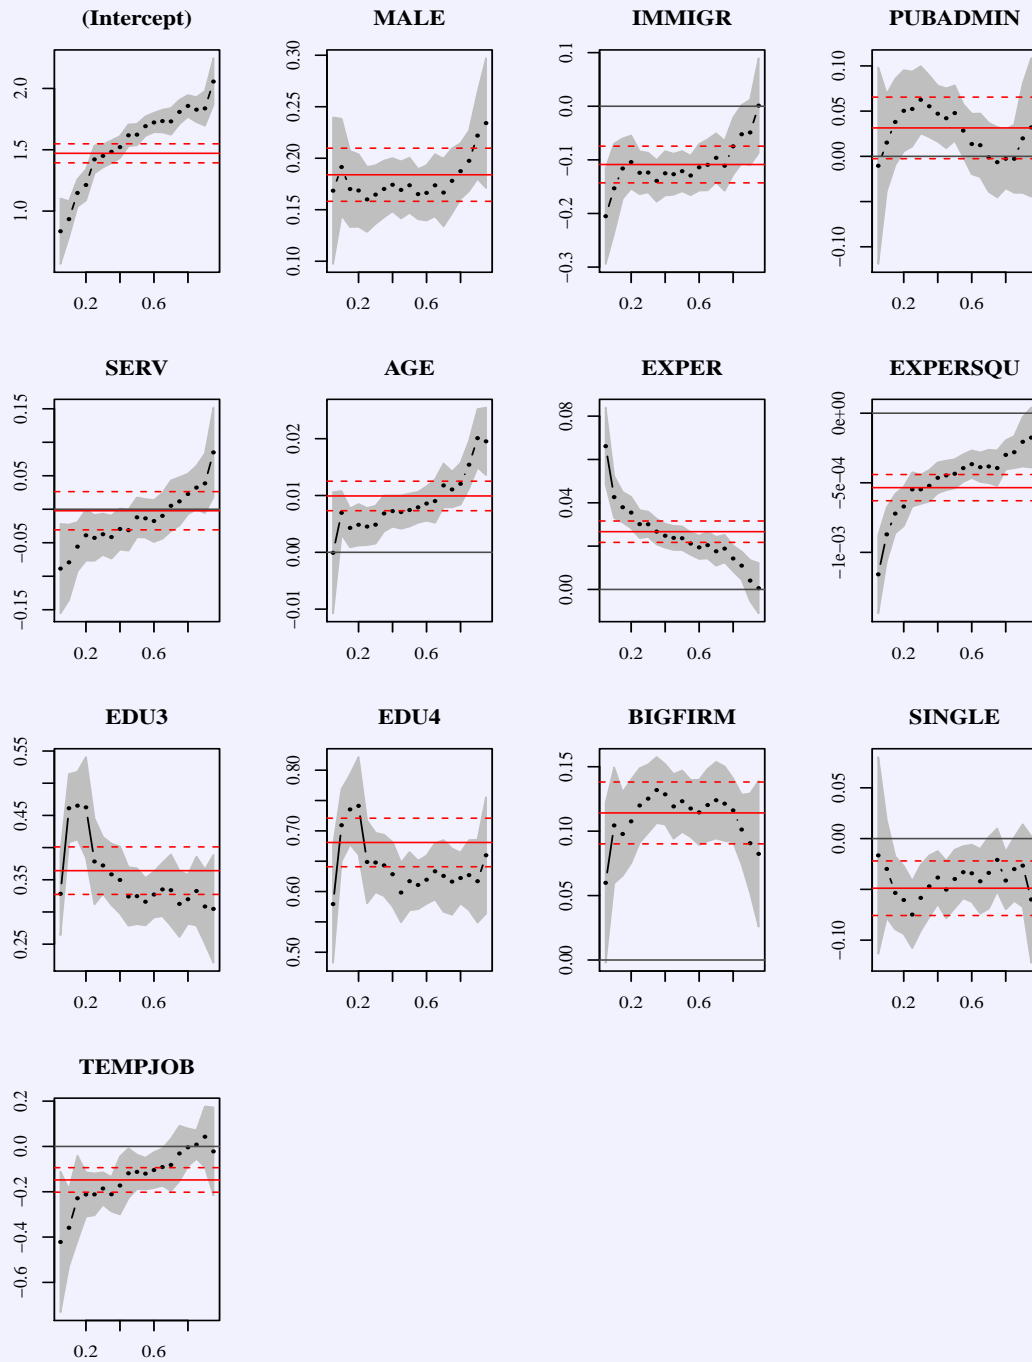 (Intercept)
1.0 1.5 2.0
0.2 0.6
MALE
0.10 0.15 0.20 0.25 0.30
0.2 0.6
IMMIGR
−0.3 −0.2 −0.1 0.0 0.1
0.2 0.6
PUBADMIN
−0.10 0.00 0.05 0.10
0.2 0.6
SERV
−0.15 −0.05 0.05 0.15
0.2 0.6
AGE
−0.01 0.00 0.01 0.02
0.2 0.6
EXPER
0.00 0.04 0.08
0.2 0.6
EXPERSQU
−1e−03 −5e−04 0e+00
0.2 0.6
EDU3
0.25 0.35 0.45 0.55
0.2 0.6
EDU4
0.50 0.60 0.70 0.80
0.2 0.6
BIGFIRM
0.00 0.05 0.10 0.15
0.2 0.6
SINGLE
−0.10 0.00 0.05
0.2 0.6
TEMPJOB
−0.6 −0.4 −0.2 0.0 0.2
0.2 0.6